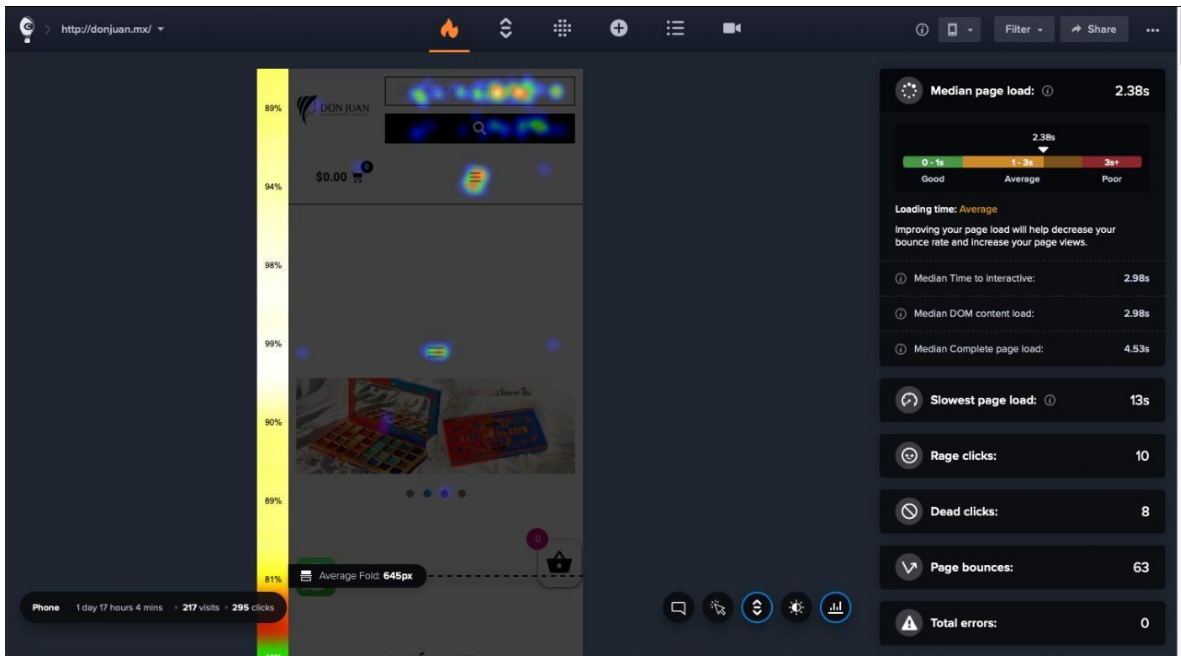 http://donjuan.mx/
Filter
Share
89%
94%
98%
99%
90%
89%
81%
DON JUAN
$0.00
0
0
Average Fold: 645px
Phone 1 day 17 hours 4 mins • 217 visits • 295 clicks
Median page load: 2.38s
2.38s
0 - 1s 1 - 3s 3s+
Good Average Poor
Loading time: Average
Improving your page load will help decrease your
bounce rate and increase your page views.
Median Time to interactive: 2.98s
Median DOM content load: 2.98s
Median Complete page load: 4.53s
Slowest page load: 13s
Rage clicks: 10
Dead clicks: 8
Page bounces: 63
Total errors: 0